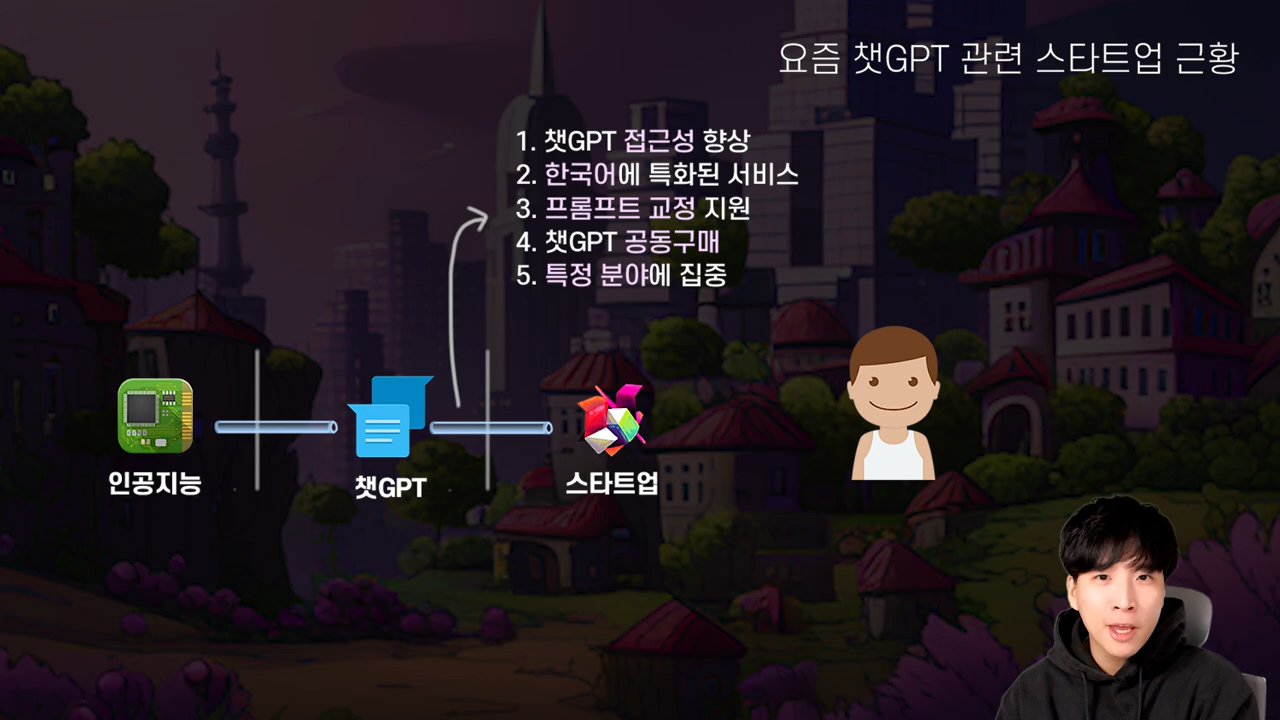 요즘 챗GPT 관련 스타트업 근황
1. 챗GPT 접근성 향상
2. 한국어에 특화된 서비스
3. 프롬프트 교정 지원
4. 챗GPT 공동구매
5. 특정 분야에 집중
인공지능
챗GPT
스타트업